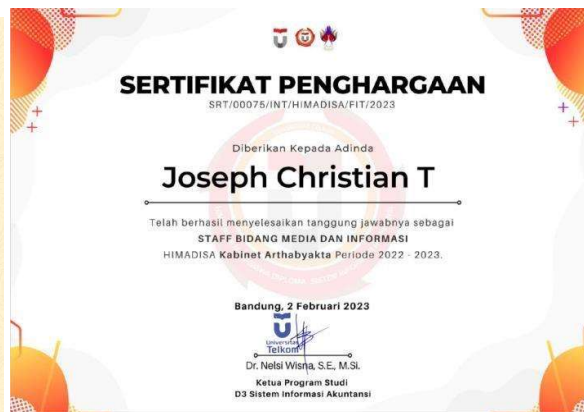 SERTIFIKAT PENGHARGAAN
SRT/00075/INT/HIMADISA/FIT/2023
Diberikan Kepada Adinda
Joseph Christian T
Telah berhasil menyelesaikan tanggung jawabnya sebagai
STAFF BIDANG MEDIA DAN INFORMASI
HIMADISA Kabinet Arthabyakta Periode 2022 - 2023.
Bandung, 2 Februari 2023
Universitas
Telkom
Dr. Nelsi Wisna, S.E., M.Si.
Ketua Program Studi
D3 Sistem Informasi Akuntansi